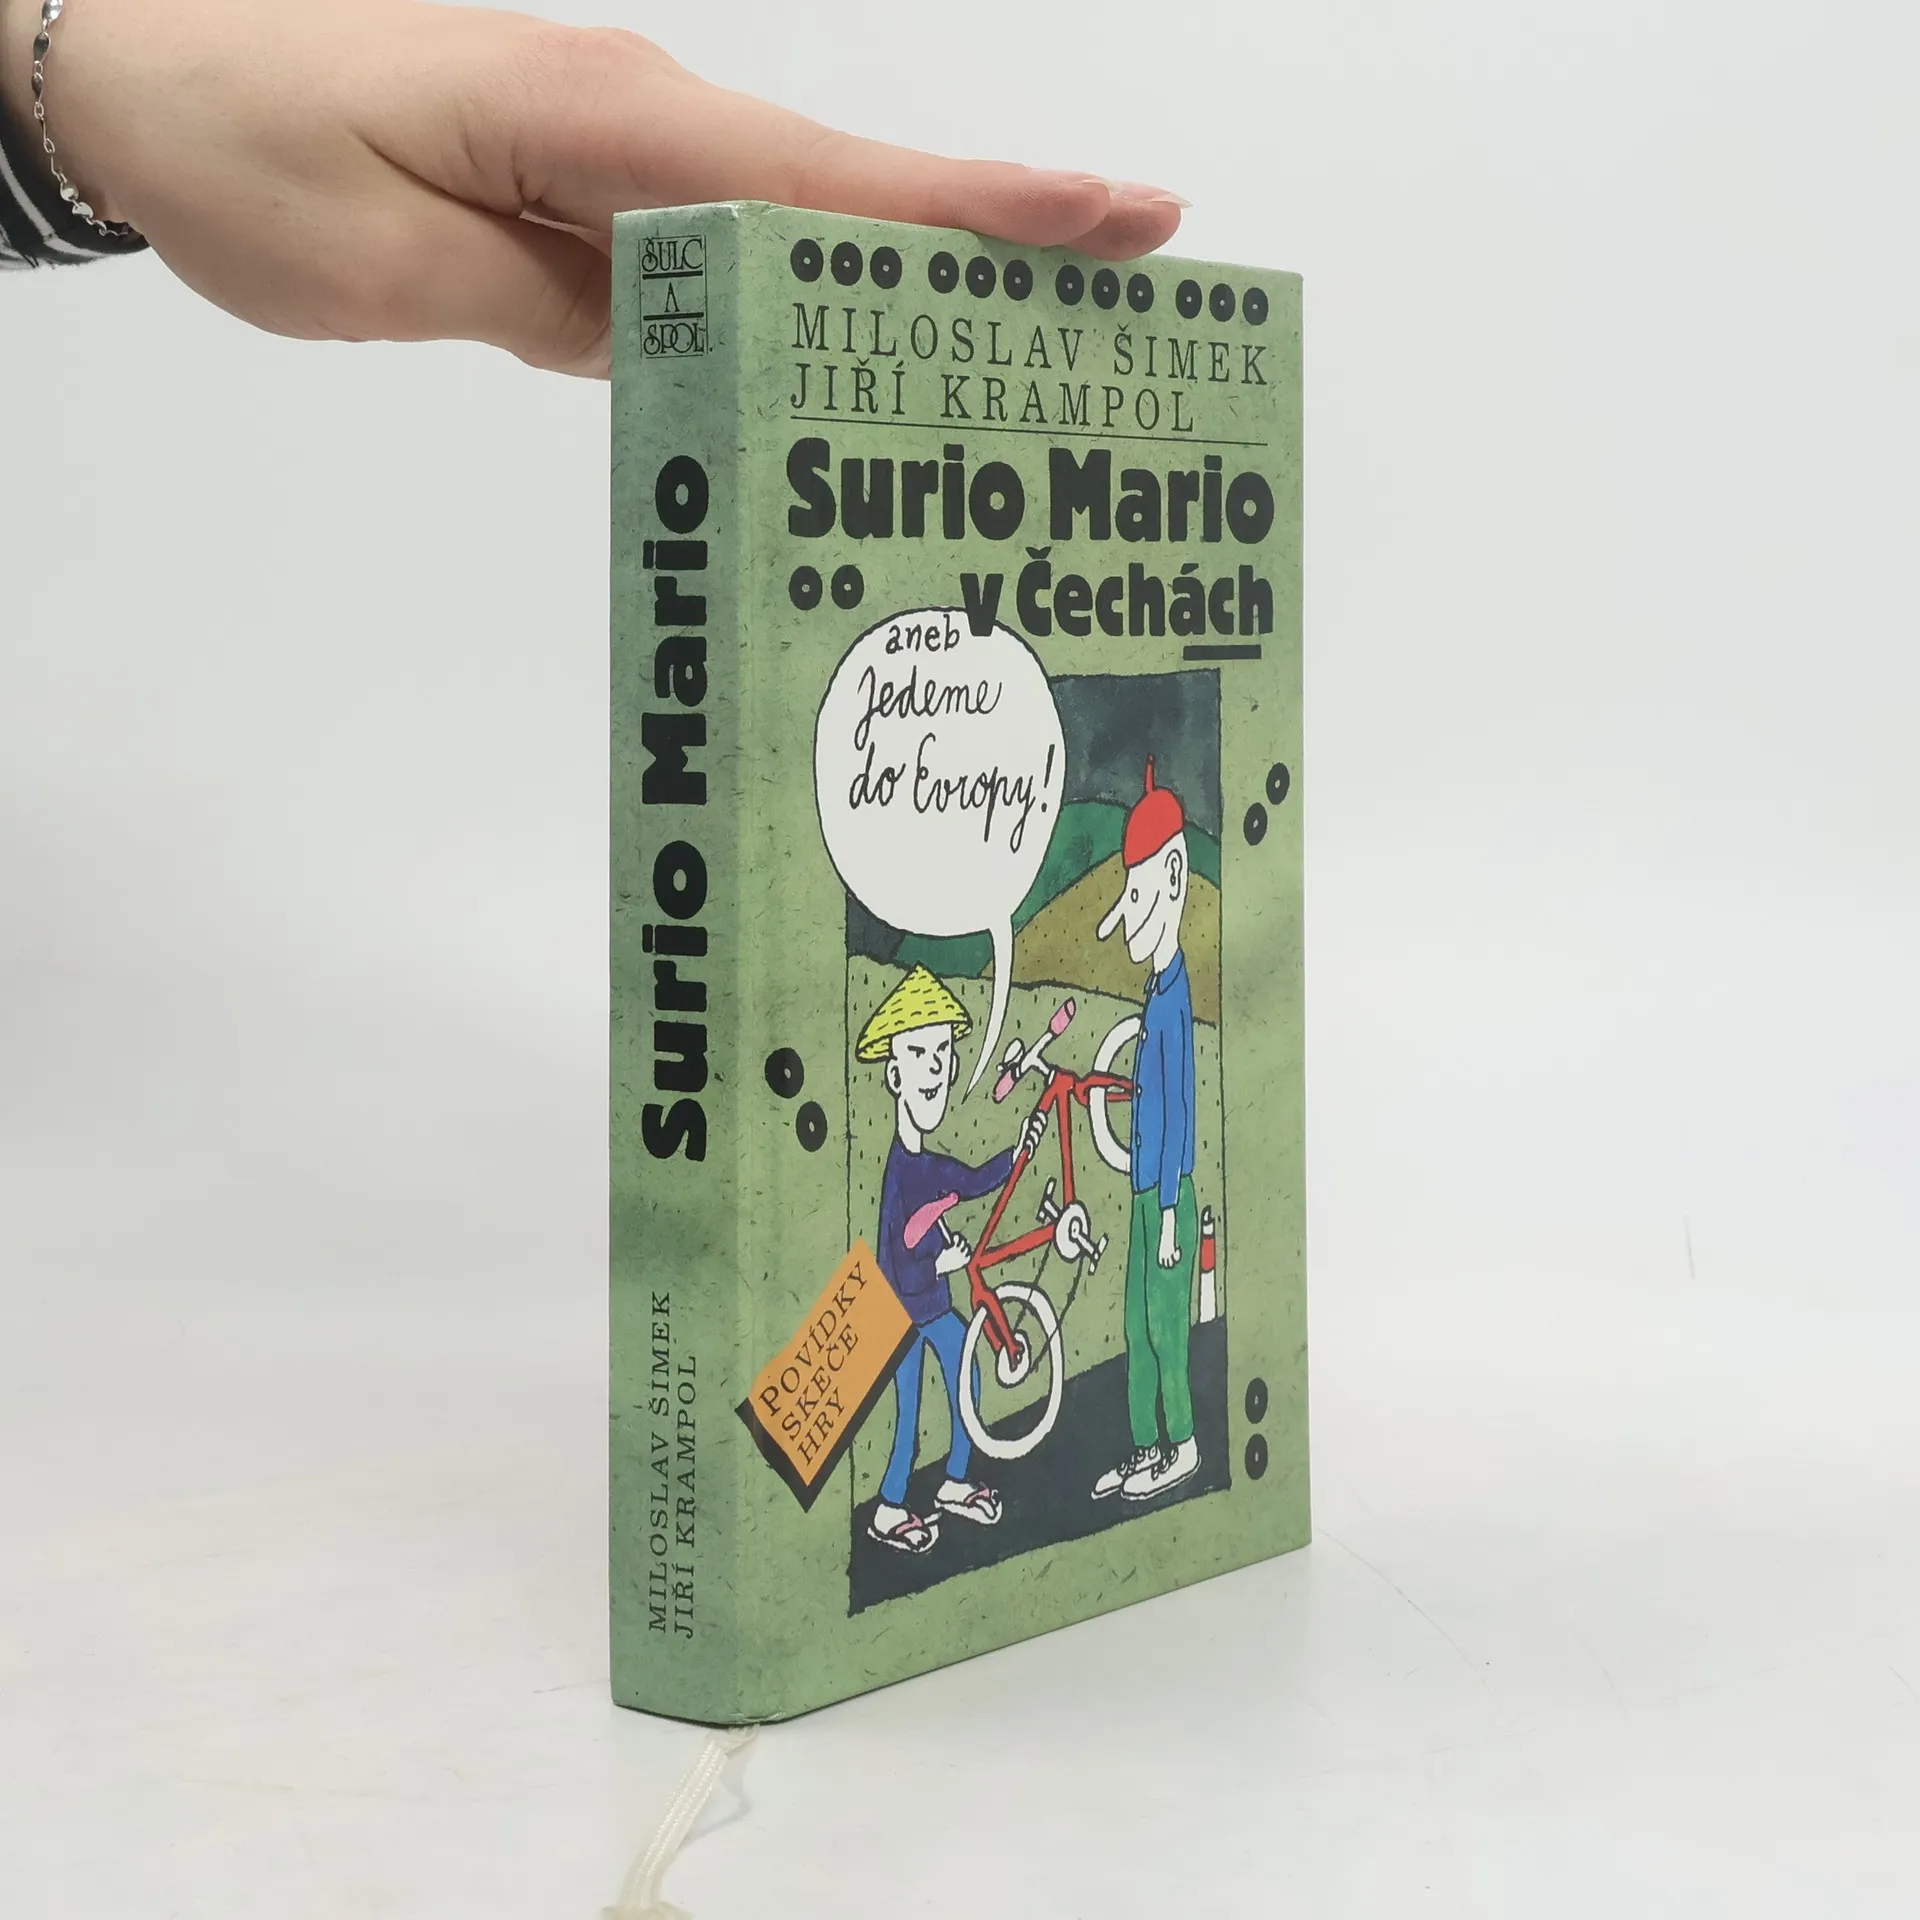 ŠULC
A
SPOL.
Surio Mario
MILOSLAV ŠIMEK
JIŘÍ KRAMPOL
MILOSLAV ŠIMEK
JIŘÍ KRAMPOL
Surio Mario
v Čechách
aneb
Jedeme
do Evropy!
POVÍDKY
SKEČE
HRY